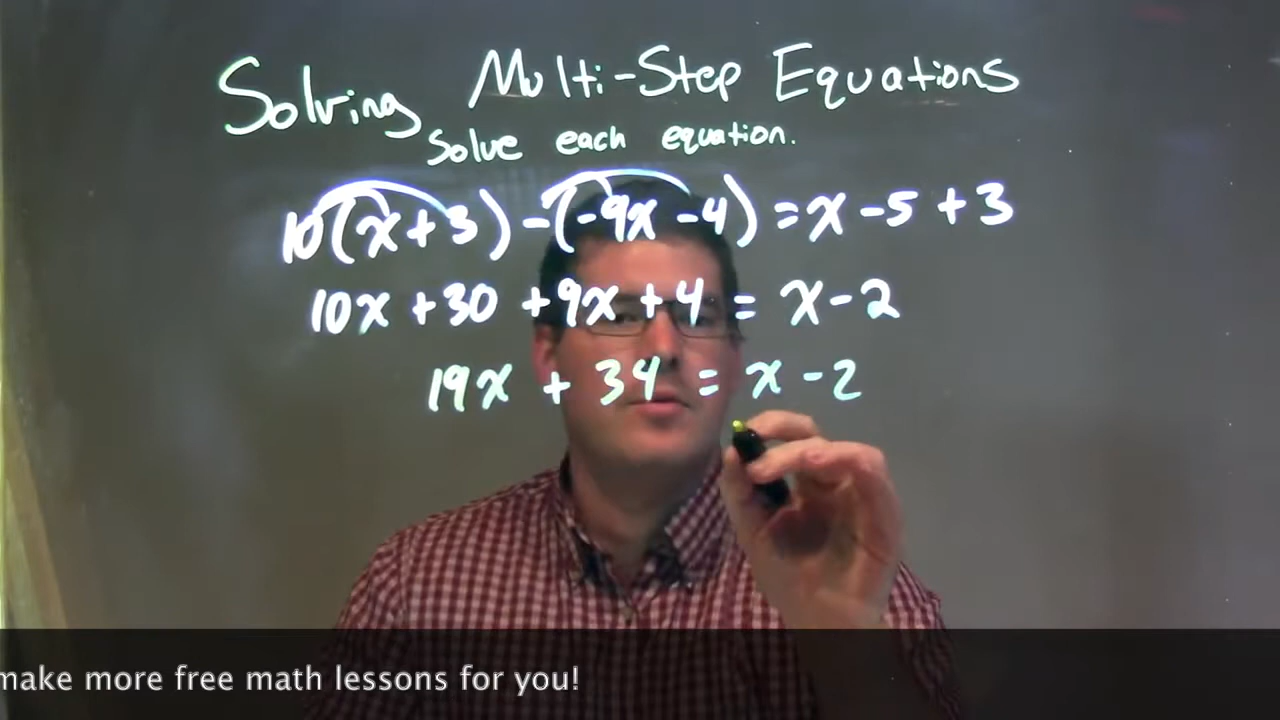 Solving Multi-Step Equations
Solve each equation.
10(x+3) -(-9x -4) = x -5 +3
10x +30 +9x +4 = x -2
19x + 34 = x -2
make more free math lessons for you!